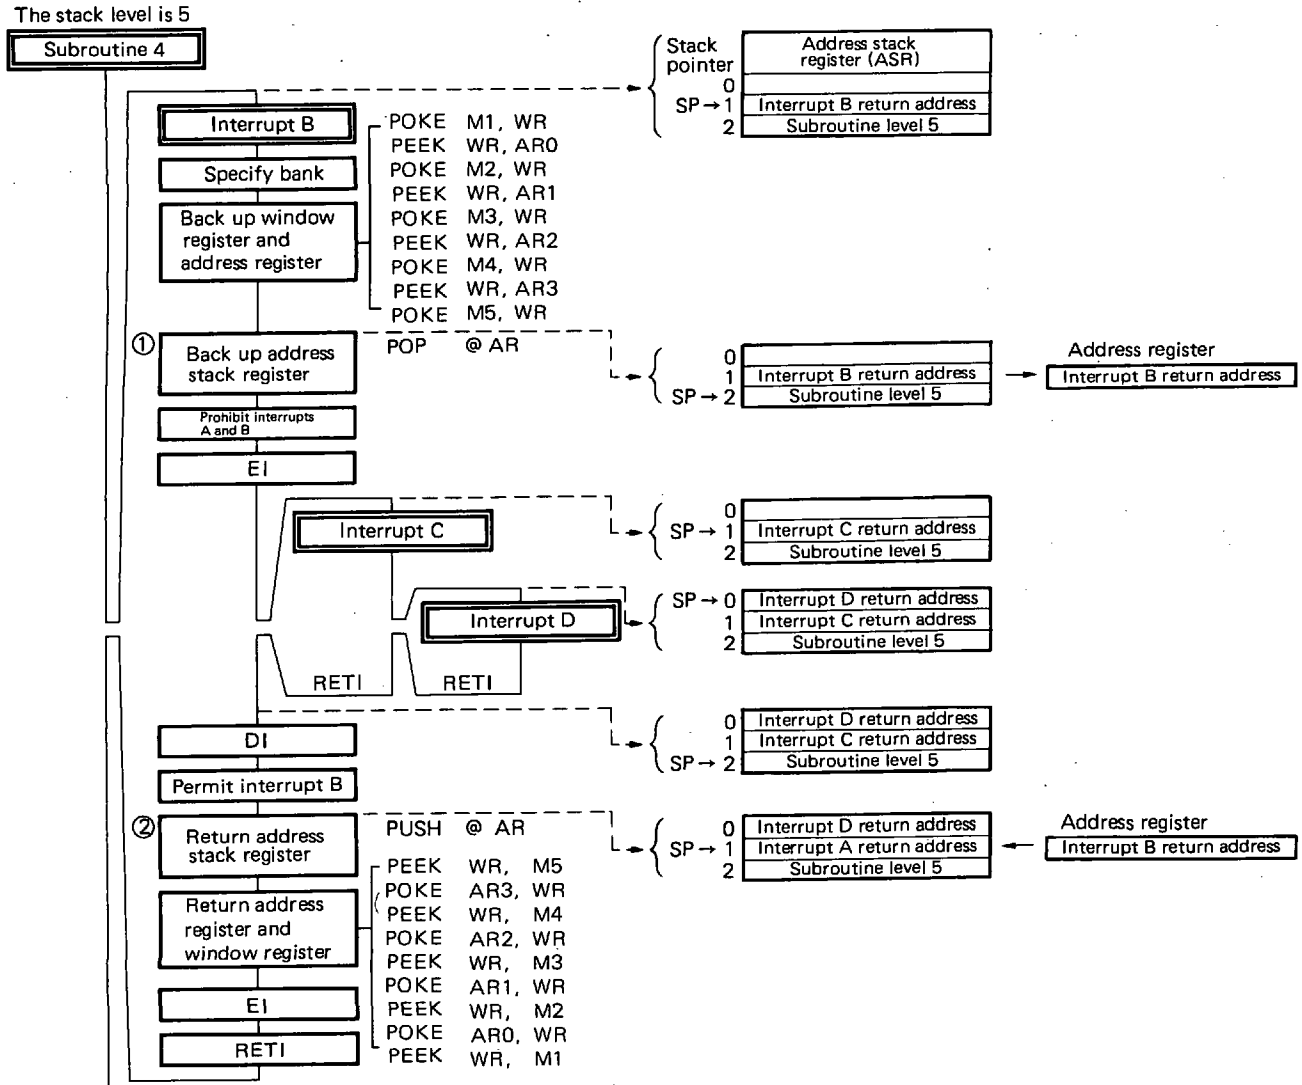 The stack level is 5
Subroutine 4
Stack pointer
Address stack register (ASR)
0
SP→ 1 Interrupt B return address
2 Subroutine level 5
Interrupt B
Specify bank
Back up window
register and
address register
POKE M1, WR
PEEK WR, AR0
POKE M2, WR
PEEK WR, AR1
POKE M3, WR
PEEK WR, AR2
POKE M4, WR
PEEK WR, AR3
POKE M5, WR
①
Back up address
stack register
POP @ AR
0
1 Interrupt B return address
SP→ 2 Subroutine level 5
Address register
Interrupt B return address
Prohibit interrupts
A and B
EI
Interrupt C
0
SP→ 1 Interrupt C return address
2 Subroutine level 5
Interrupt D
SP→ 0 Interrupt D return address
1 Interrupt C return address
2 Subroutine level 5
RETI
RETI
0 Interrupt D return address
1 Interrupt C return address
SP→ 2 Subroutine level 5
DI
Permit interrupt B
②
Return address
stack register
PUSH @ AR
0 Interrupt D return address
SP→ 1 Interrupt A return address
2 Subroutine level 5
Address register
Interrupt B return address
Return address
register and
window register
PEEK WR, M5
POKE AR3, WR
PEEK WR, M4
POKE AR2, WR
PEEK WR, M3
POKE AR1, WR
PEEK WR, M2
POKE AR0, WR
PEEK WR, M1
EI
RETI